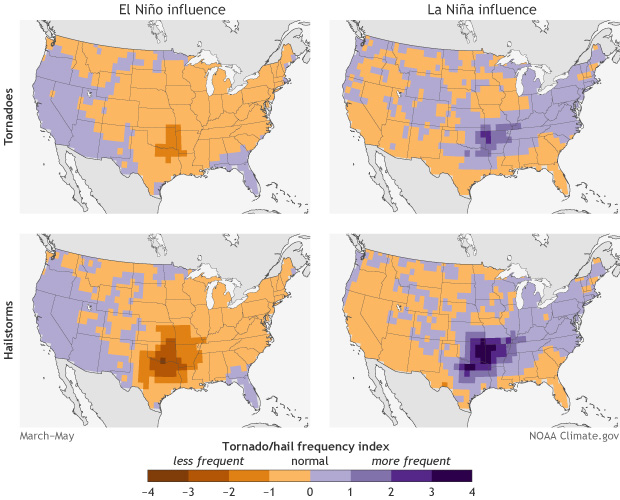 El Niño influence La Niña influence
Tornadoes
Hailstorms
March–May NOAA Climate.gov
Tornado/hail frequency index
less frequent normal more frequent
–4 –3 –2 –1 0 1 2 3 4